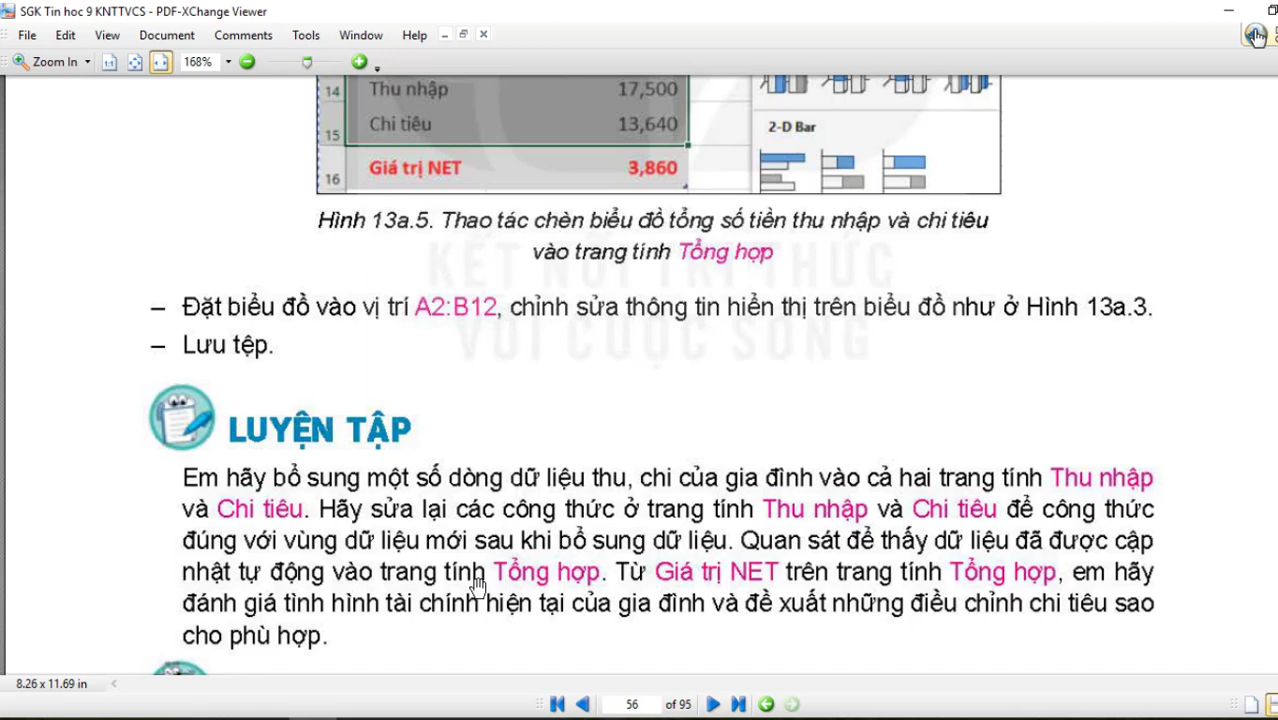 SGK Tin hoc 9 KNTTVCS - PDF-XChange Viewer
File Edit View Document Comments Tools Window Help
Zoom In 168%
14 Thu nhập 17,500
15 Chi tiêu 13,640
2-D Bar
16 Giá trị NET 3,860
Hình 13a.5. Thao tác chèn biểu đồ tổng số tiền thu nhập và chi tiêu
vào trang tính Tổng hợp
KẾT NỐI TRI THỨC
VỚI CUỘC SỐNG
– Đặt biểu đồ vào vị trí A2:B12, chỉnh sửa thông tin hiển thị trên biểu đồ như ở Hình 13a.3.
– Lưu tệp.
LUYỆN TẬP
Em hãy bổ sung một số dòng dữ liệu thu, chi của gia đình vào cả hai trang tính Thu nhập
và Chi tiêu. Hãy sửa lại các công thức ở trang tính Thu nhập và Chi tiêu để công thức
đúng với vùng dữ liệu mới sau khi bổ sung dữ liệu. Quan sát để thấy dữ liệu đã được cập
nhật tự động vào trang tính Tổng hợp. Từ Giá trị NET trên trang tính Tổng hợp, em hãy
đánh giá tình hình tài chính hiện tại của gia đình và đề xuất những điều chỉnh chi tiêu sao
cho phù hợp.
8.26 x 11.69 in
56 of 95